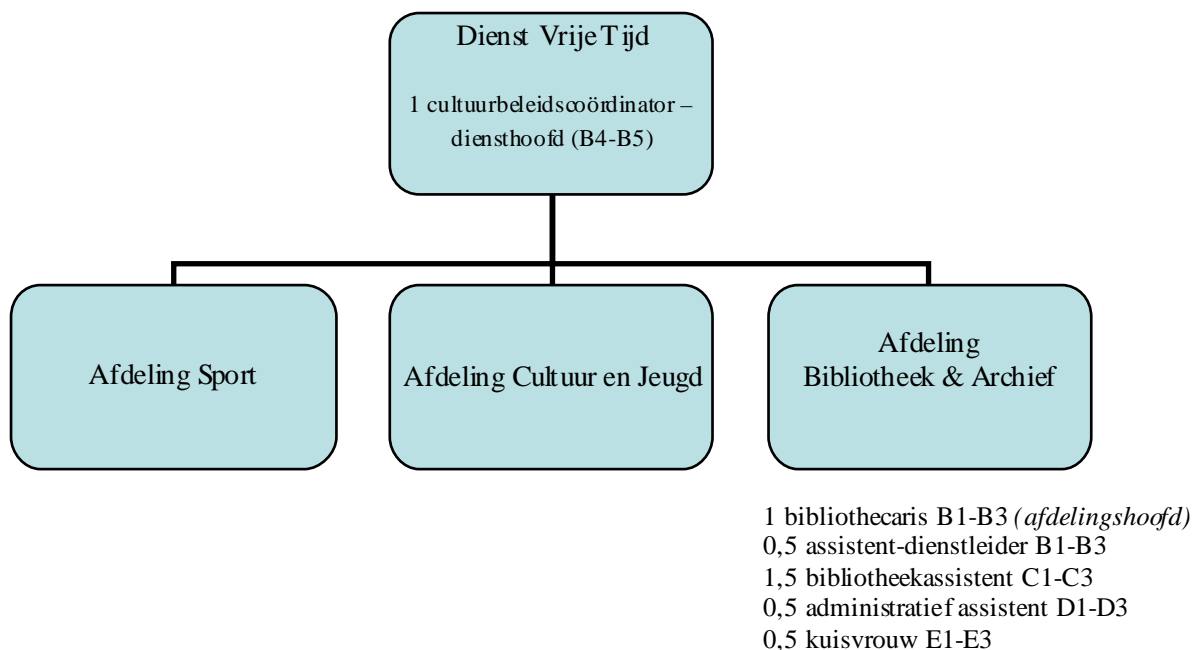 Dienst Vrije Tijd
1 cultuurbeleidscoördinator –
diensthoofd (B4-B5)
Afdeling Sport
Afdeling Cultuur en Jeugd
Afdeling
Bibliotheek & Archief
1 bibliothecaris B1-B3 (afdelingshoofd)
0,5 assistent-dienstleider B1-B3
1,5 bibliotheekassistent C1-C3
0,5 administratief assistent D1-D3
0,5 kuisvrouw E1-E3